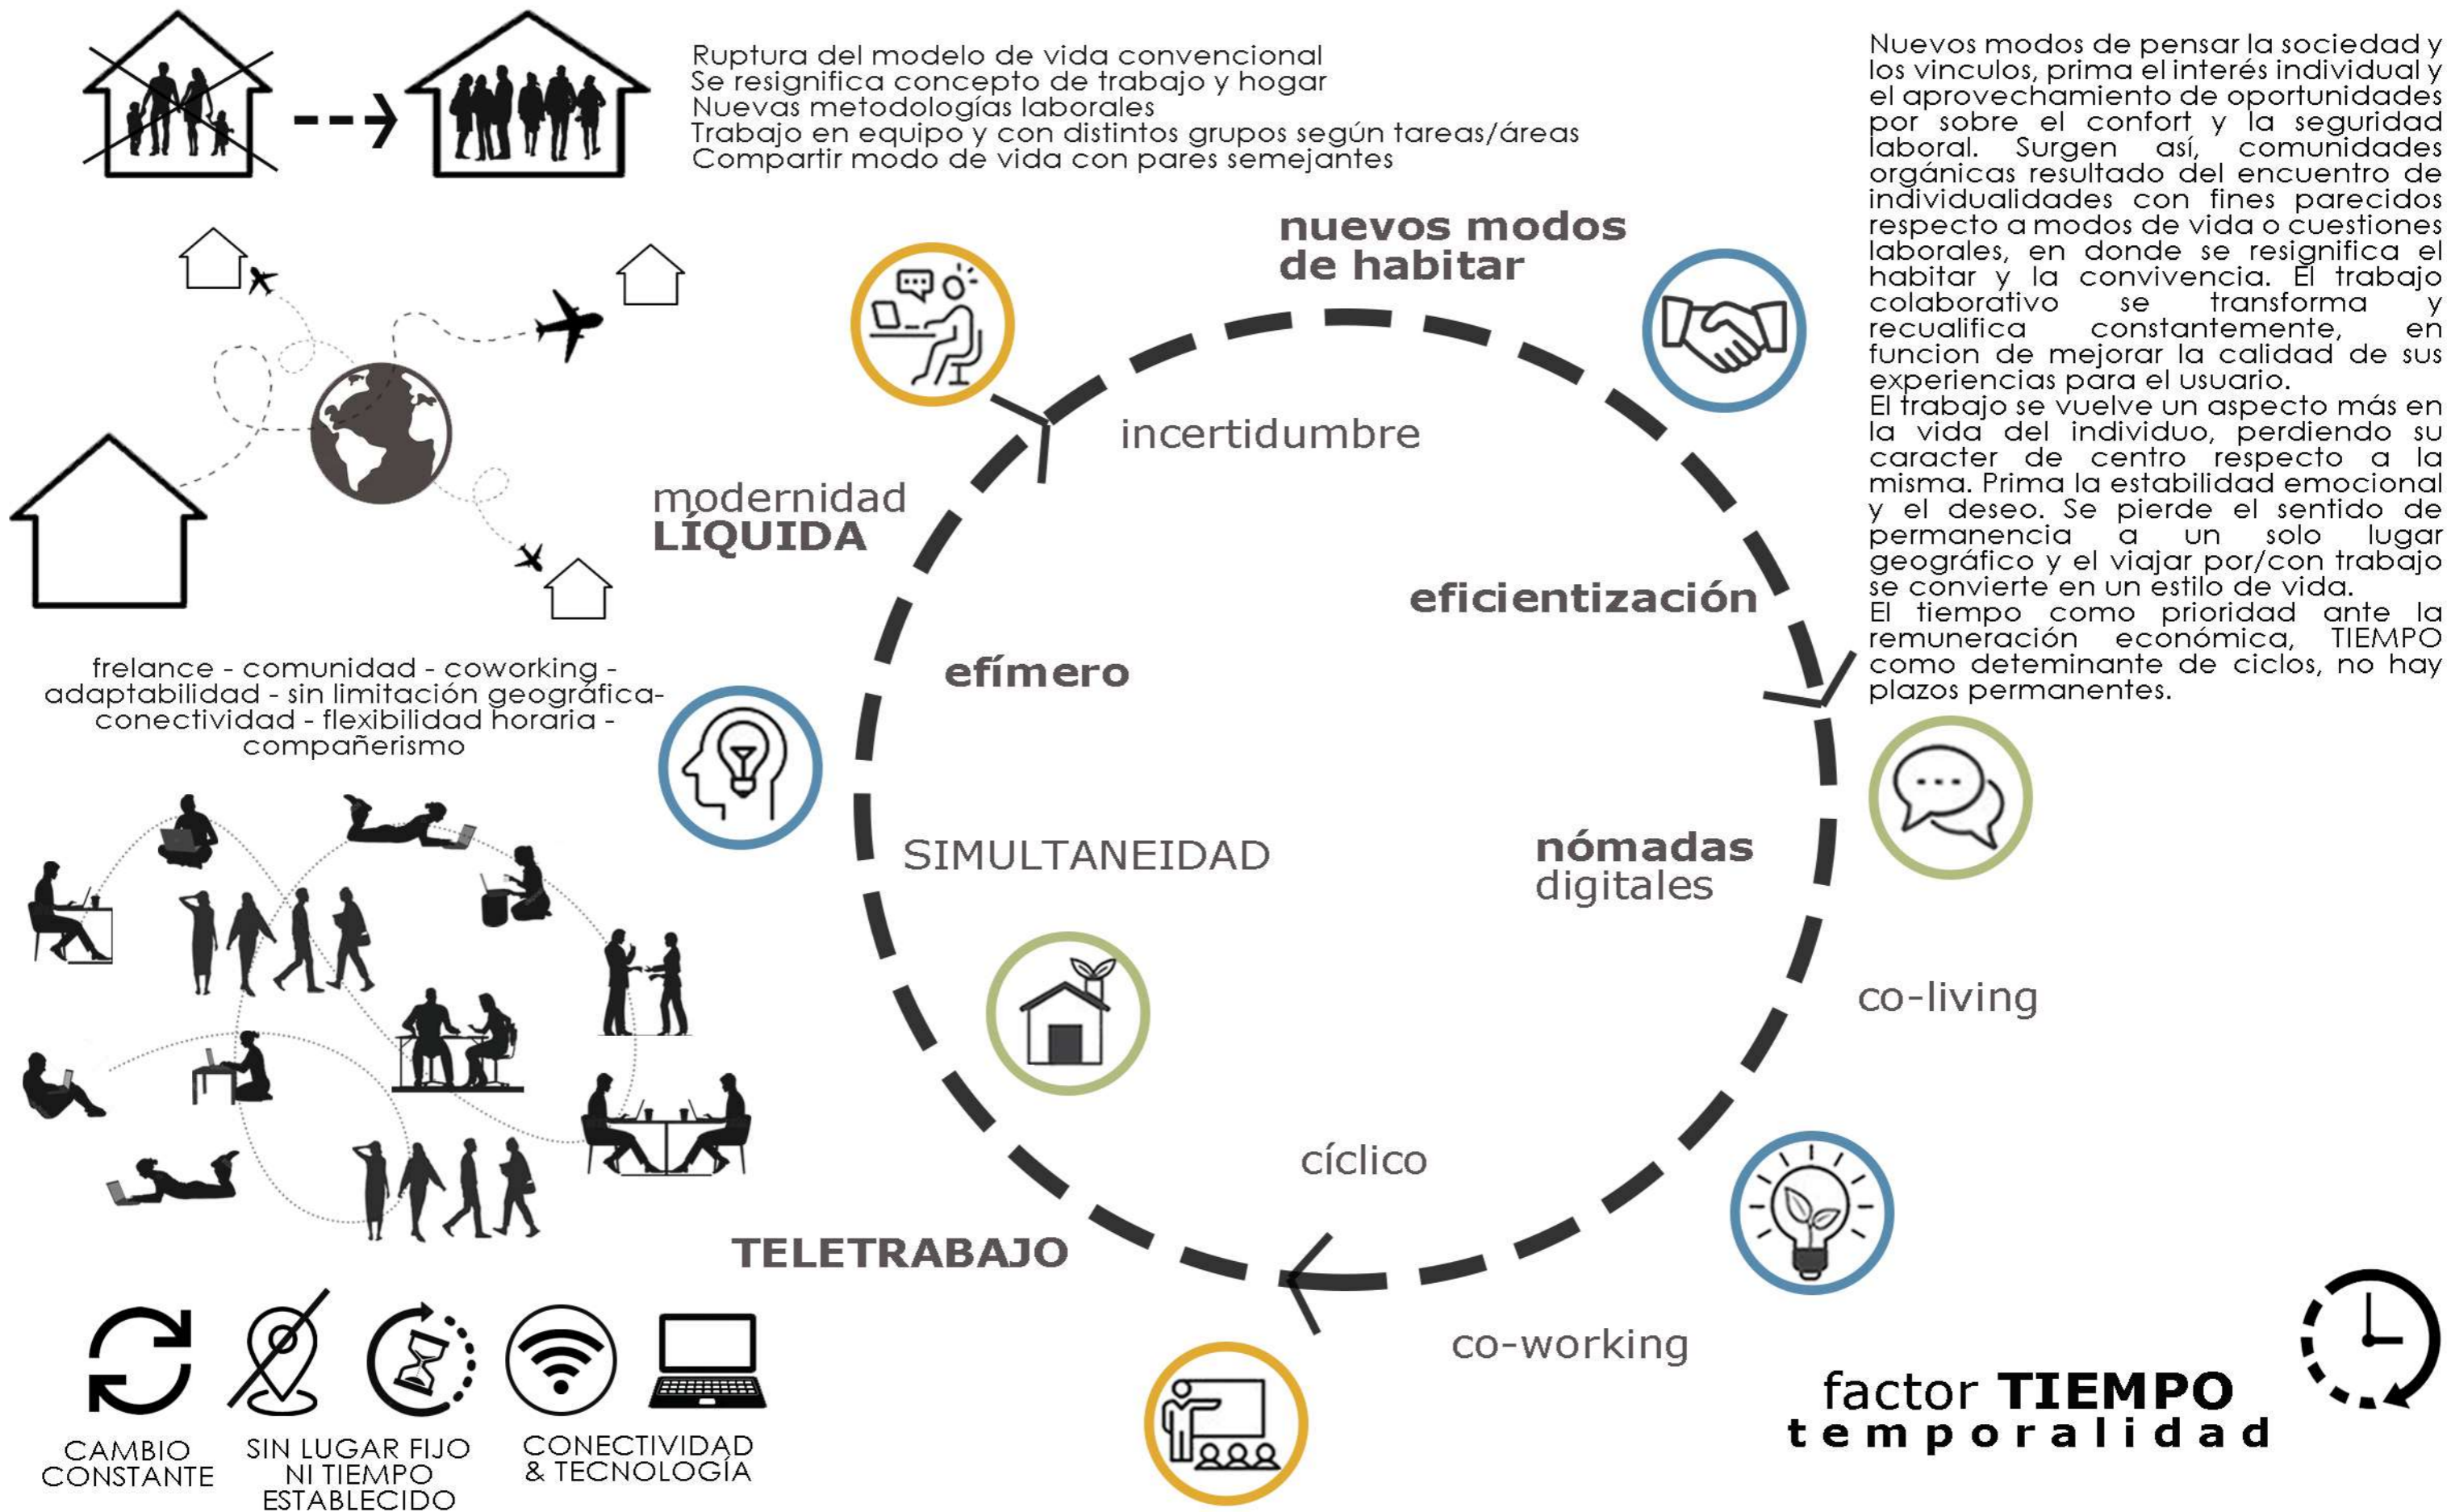 Ruptura del modelo de vida convencional
Se resignifica concepto de trabajo y hogar
Nuevas metodologías laborales
Trabajo en equipo y con distintos grupos según tareas/áreas
Compartir modo de vida con pares semejantes
Nuevos modos de pensar la sociedad y
los vinculos, prima el interés individual y
el aprovechamiento de oportunidades
por sobre el confort y la seguridad
laboral. Surgen así, comunidades
orgánicas resultado del encuentro de
individualidades con fines parecidos
respecto a modos de vida o cuestiones
laborales, en donde se resignifica el
habitar y la convivencia. El trabajo
colaborativo se transforma y
recualifica constantemente, en
funcion de mejorar la calidad de sus
experiencias para el usuario.
El trabajo se vuelve un aspecto más en
la vida del individuo, perdiendo su
caracter de centro respecto a la
misma. Prima la estabilidad emocional
y el deseo. Se pierde el sentido de
permanencia a un solo lugar
geográfico y el viajar por/con trabajo
se convierte en un estilo de vida.
El tiempo como prioridad ante la
remuneración económica, TIEMPO
como deteminante de ciclos, no hay
plazos permanentes.
nuevos modos
de habitar
incertidumbre
modernidad
LÍQUIDA
eficientización
efímero
frelance - comunidad - coworking -
adaptabilidad - sin limitación geográfica-
conectividad - flexibilidad horaria -
compañerismo
SIMULTANEIDAD
nómadas
digitales
co-living
cíclico
TELETRABAJO
co-working
factor TIEMPO
temporalidad
CAMBIO
CONSTANTE
SIN LUGAR FIJO
NI TIEMPO
ESTABLECIDO
CONECTIVIDAD
& TECNOLOGÍA